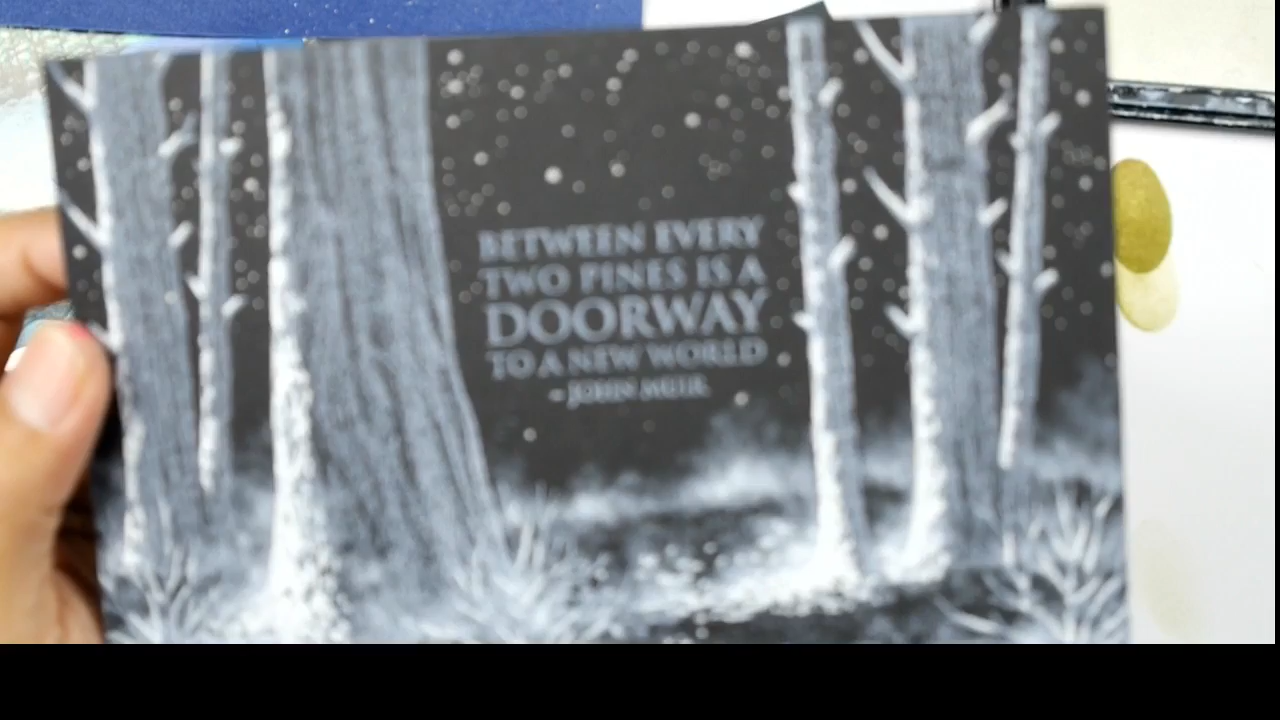 BETWEEN EVERY
TWO PINES IS A
DOORWAY
TO A NEW WORLD
- JOHN MUIR